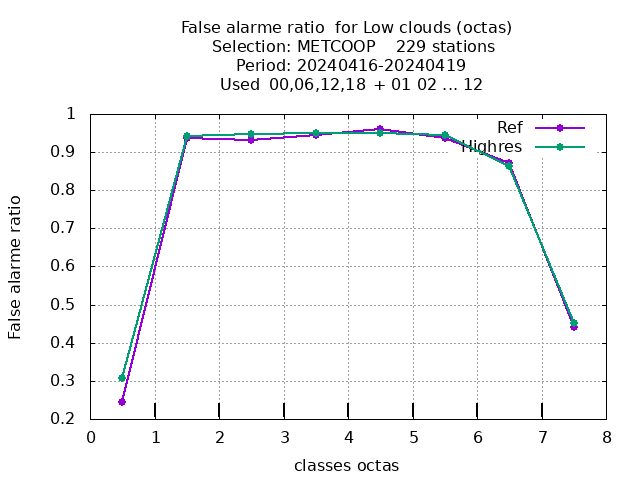 False alarme ratio  for Low clouds (octas)
Selection: METCOOP    229 stations
Period: 20240416-20240419
Used  00,06,12,18  + 01 02 ... 12
Ref
Highres
1
0.9
0.8
0.7
0.6
0.5
0.4
0.3
0.2
False alarme ratio
0 1 2 3 4 5 6 7 8
classes octas